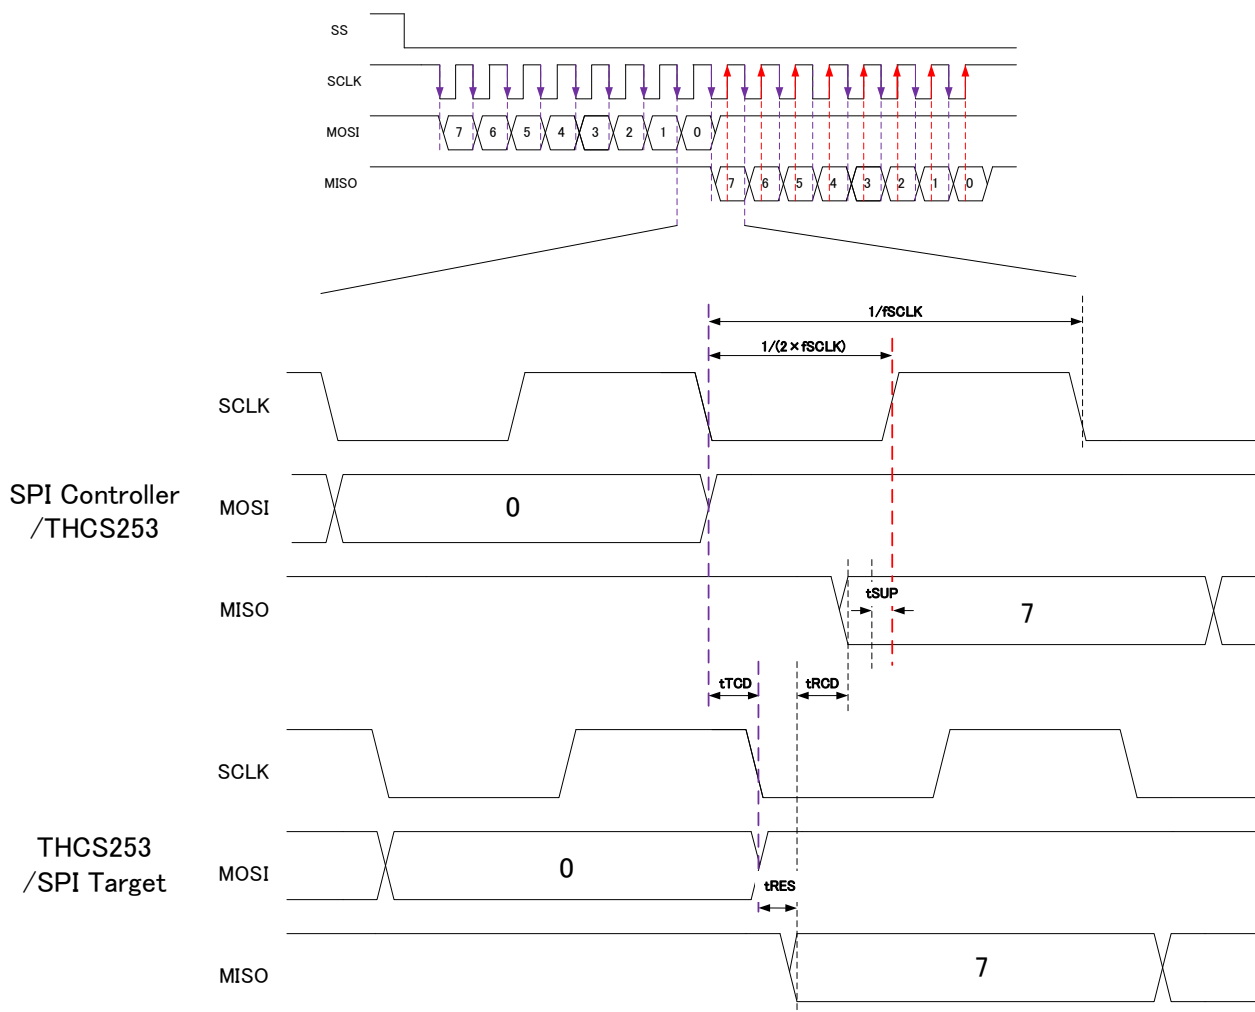 SS
SCLK
MOSI
7 6 5 4 3 2 1 0
MISO
7 6 5 4 3 2 1 0
1/fSCLK
1/(2×fSCLK)
SCLK
SPI Controller
/THCS253
MOSI
0
MISO
tSUP
7
tTCD
tRCD
SCLK
THCS253
/SPI Target
MOSI
0
tRES
MISO
7